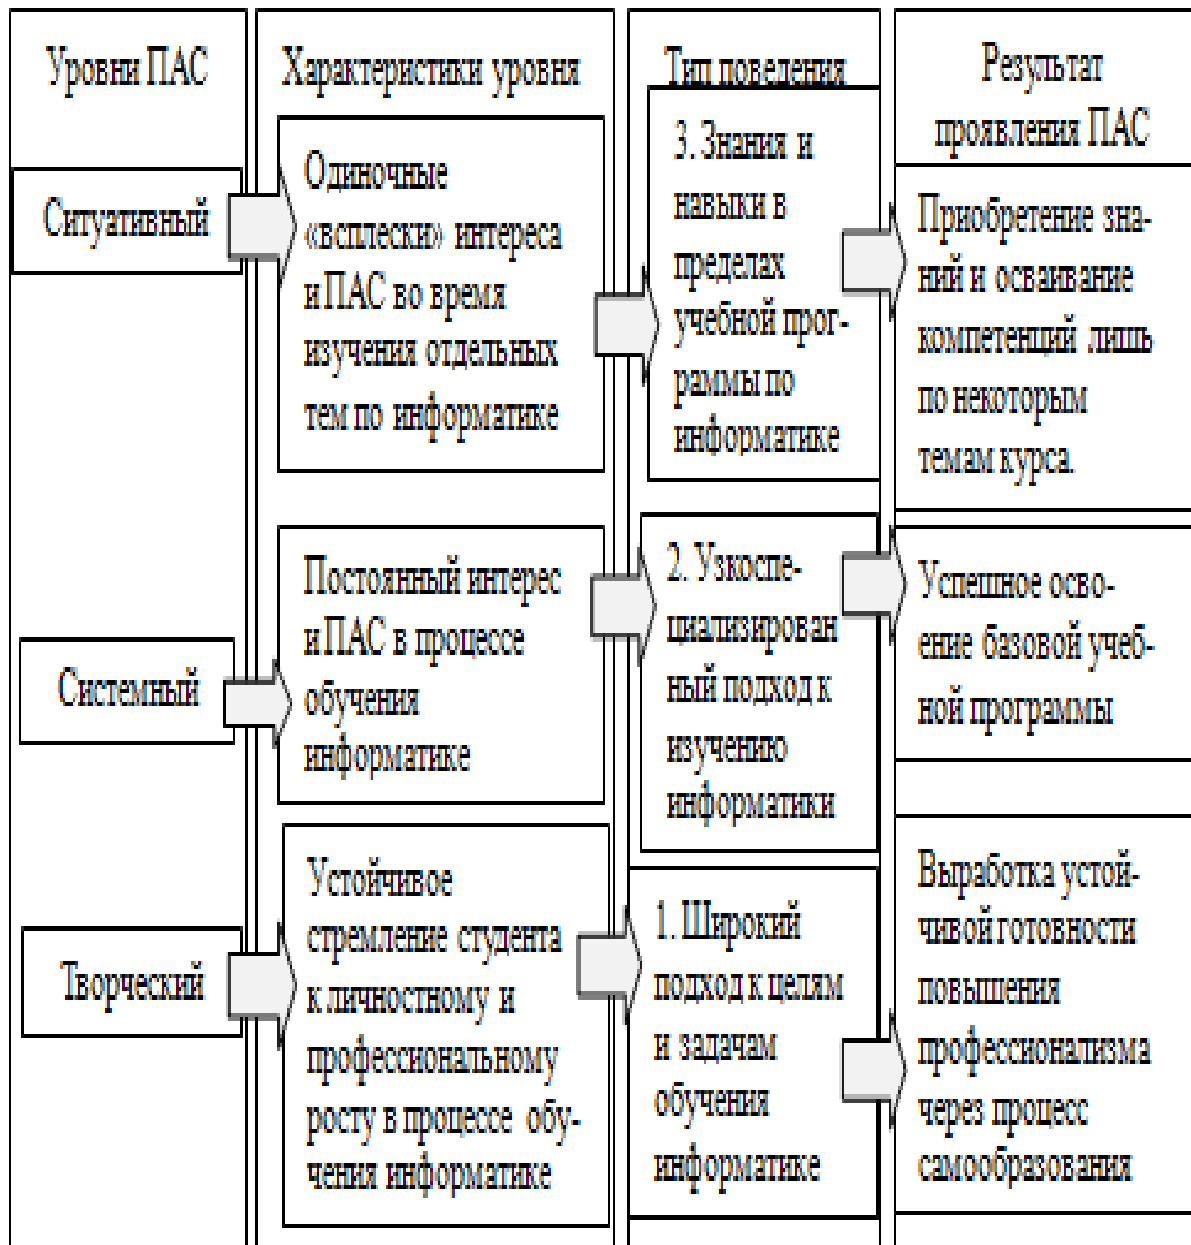 Уровни ПАС
Характеристики уровня
Тип поведения
Результат
проявления ПАС
Ситуативный
Одиночные
«всплески» интереса
и ПАС во время
изучения отдельных
тем по информатике
3. Знания и
навыки в
пределах
учебной прог-
раммы по
информатике
Приобретение зна-
ний и осваивание
компетенций лишь
по некоторым
темам курса.
Системный
Постоянный интерес
и ПАС в процессе
обучения
информатике
2. Узкоспе-
циализирован
ный подход к
изучению
информатики
Успешное осво-
ение базовой учеб-
ной программы
Творческий
Устойчивое
стремление студента
к личностному и
профессиональному
росту в процессе обу-
чения информатике
1. Широкий
подход к целям
и задачам
обучения
информатике
Выработка устой-
чивой готовности
повышения
профессионализма
через процесс
самообразования